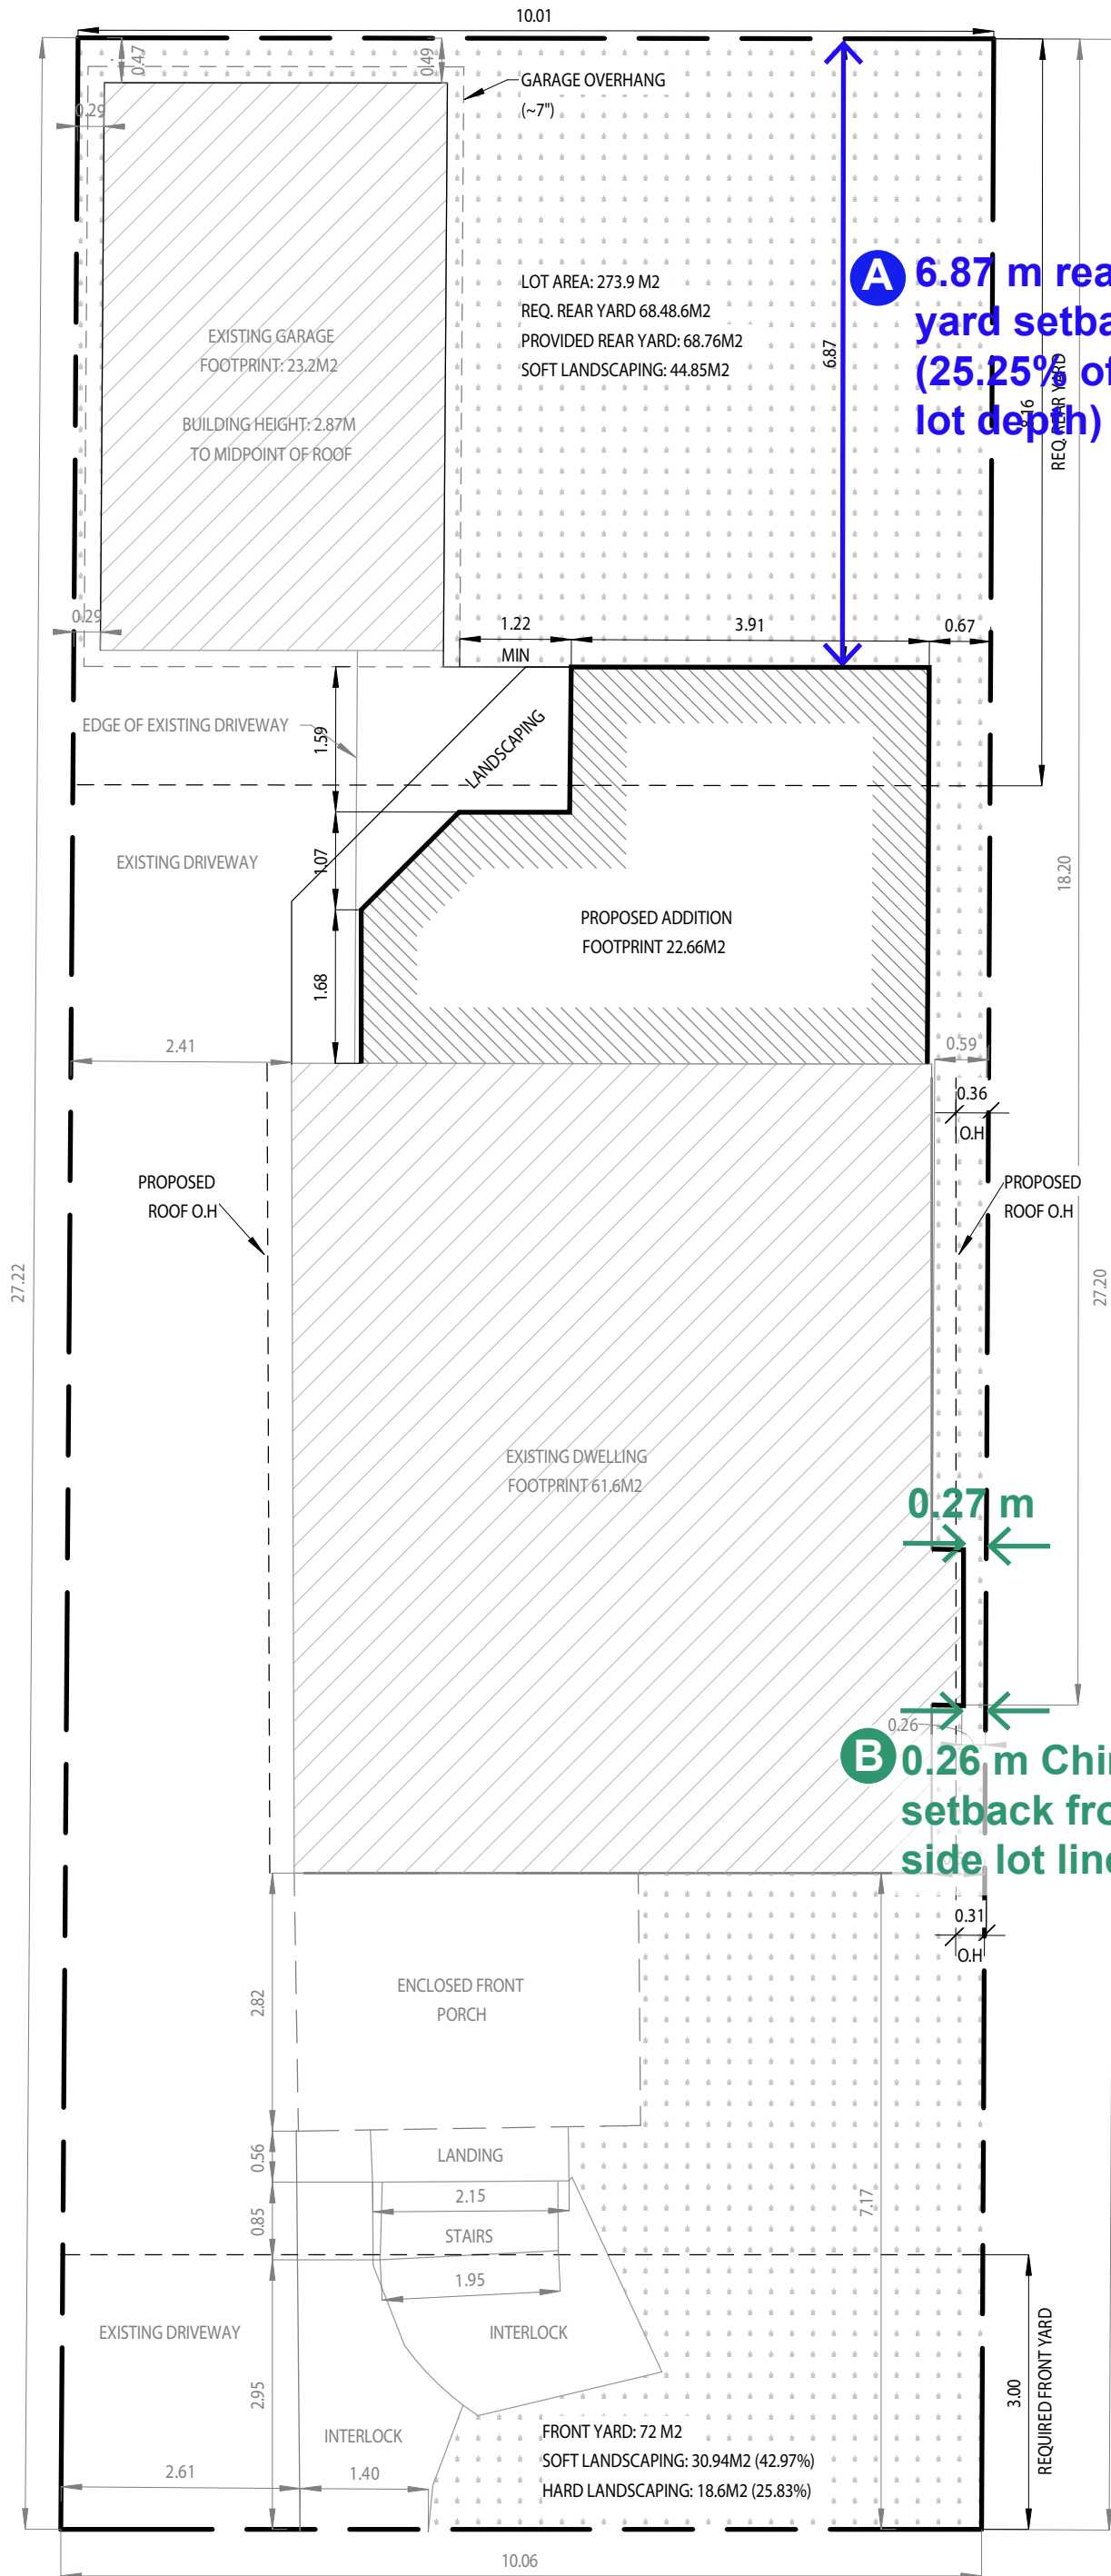 10.01
0.47
0.49
GARAGE OVERHANG
(~7")
0.29
LOT AREA: 273.9 M2
REQ. REAR YARD 68.48.6M2
PROVIDED REAR YARD: 68.76M2
SOFT LANDSCAPING: 44.85M2
A 6.87 m rea
yard setba
(25.25% of
lot depth)
6.87
REQ. REAR YARD
EXISTING GARAGE
FOOTPRINT: 23.2M2
BUILDING HEIGHT: 2.87M
TO MIDPOINT OF ROOF
0.29
1.22
MIN
3.91
0.67
EDGE OF EXISTING DRIVEWAY
1.59
LANDSCAPING
EXISTING DRIVEWAY
1.07
PROPOSED ADDITION
FOOTPRINT 22.66M2
18.20
1.68
2.41
0.59
0.36
O.H
PROPOSED
ROOF O.H
PROPOSED
ROOF O.H
27.22
27.20
EXISTING DWELLING
FOOTPRINT 61.6M2
0.27 m
0.26
B 0.26 m Chi
setback fro
side lot line
0.31
O.H
ENCLOSED FRONT
PORCH
2.82
LANDING
0.56
2.15
7.17
0.85
STAIRS
1.95
EXISTING DRIVEWAY
INTERLOCK
2.95
3.00
REQUIRED FRONT YARD
INTERLOCK
FRONT YARD: 72 M2
SOFT LANDSCAPING: 30.94M2 (42.97%)
HARD LANDSCAPING: 18.6M2 (25.83%)
2.61
1.40
10.06